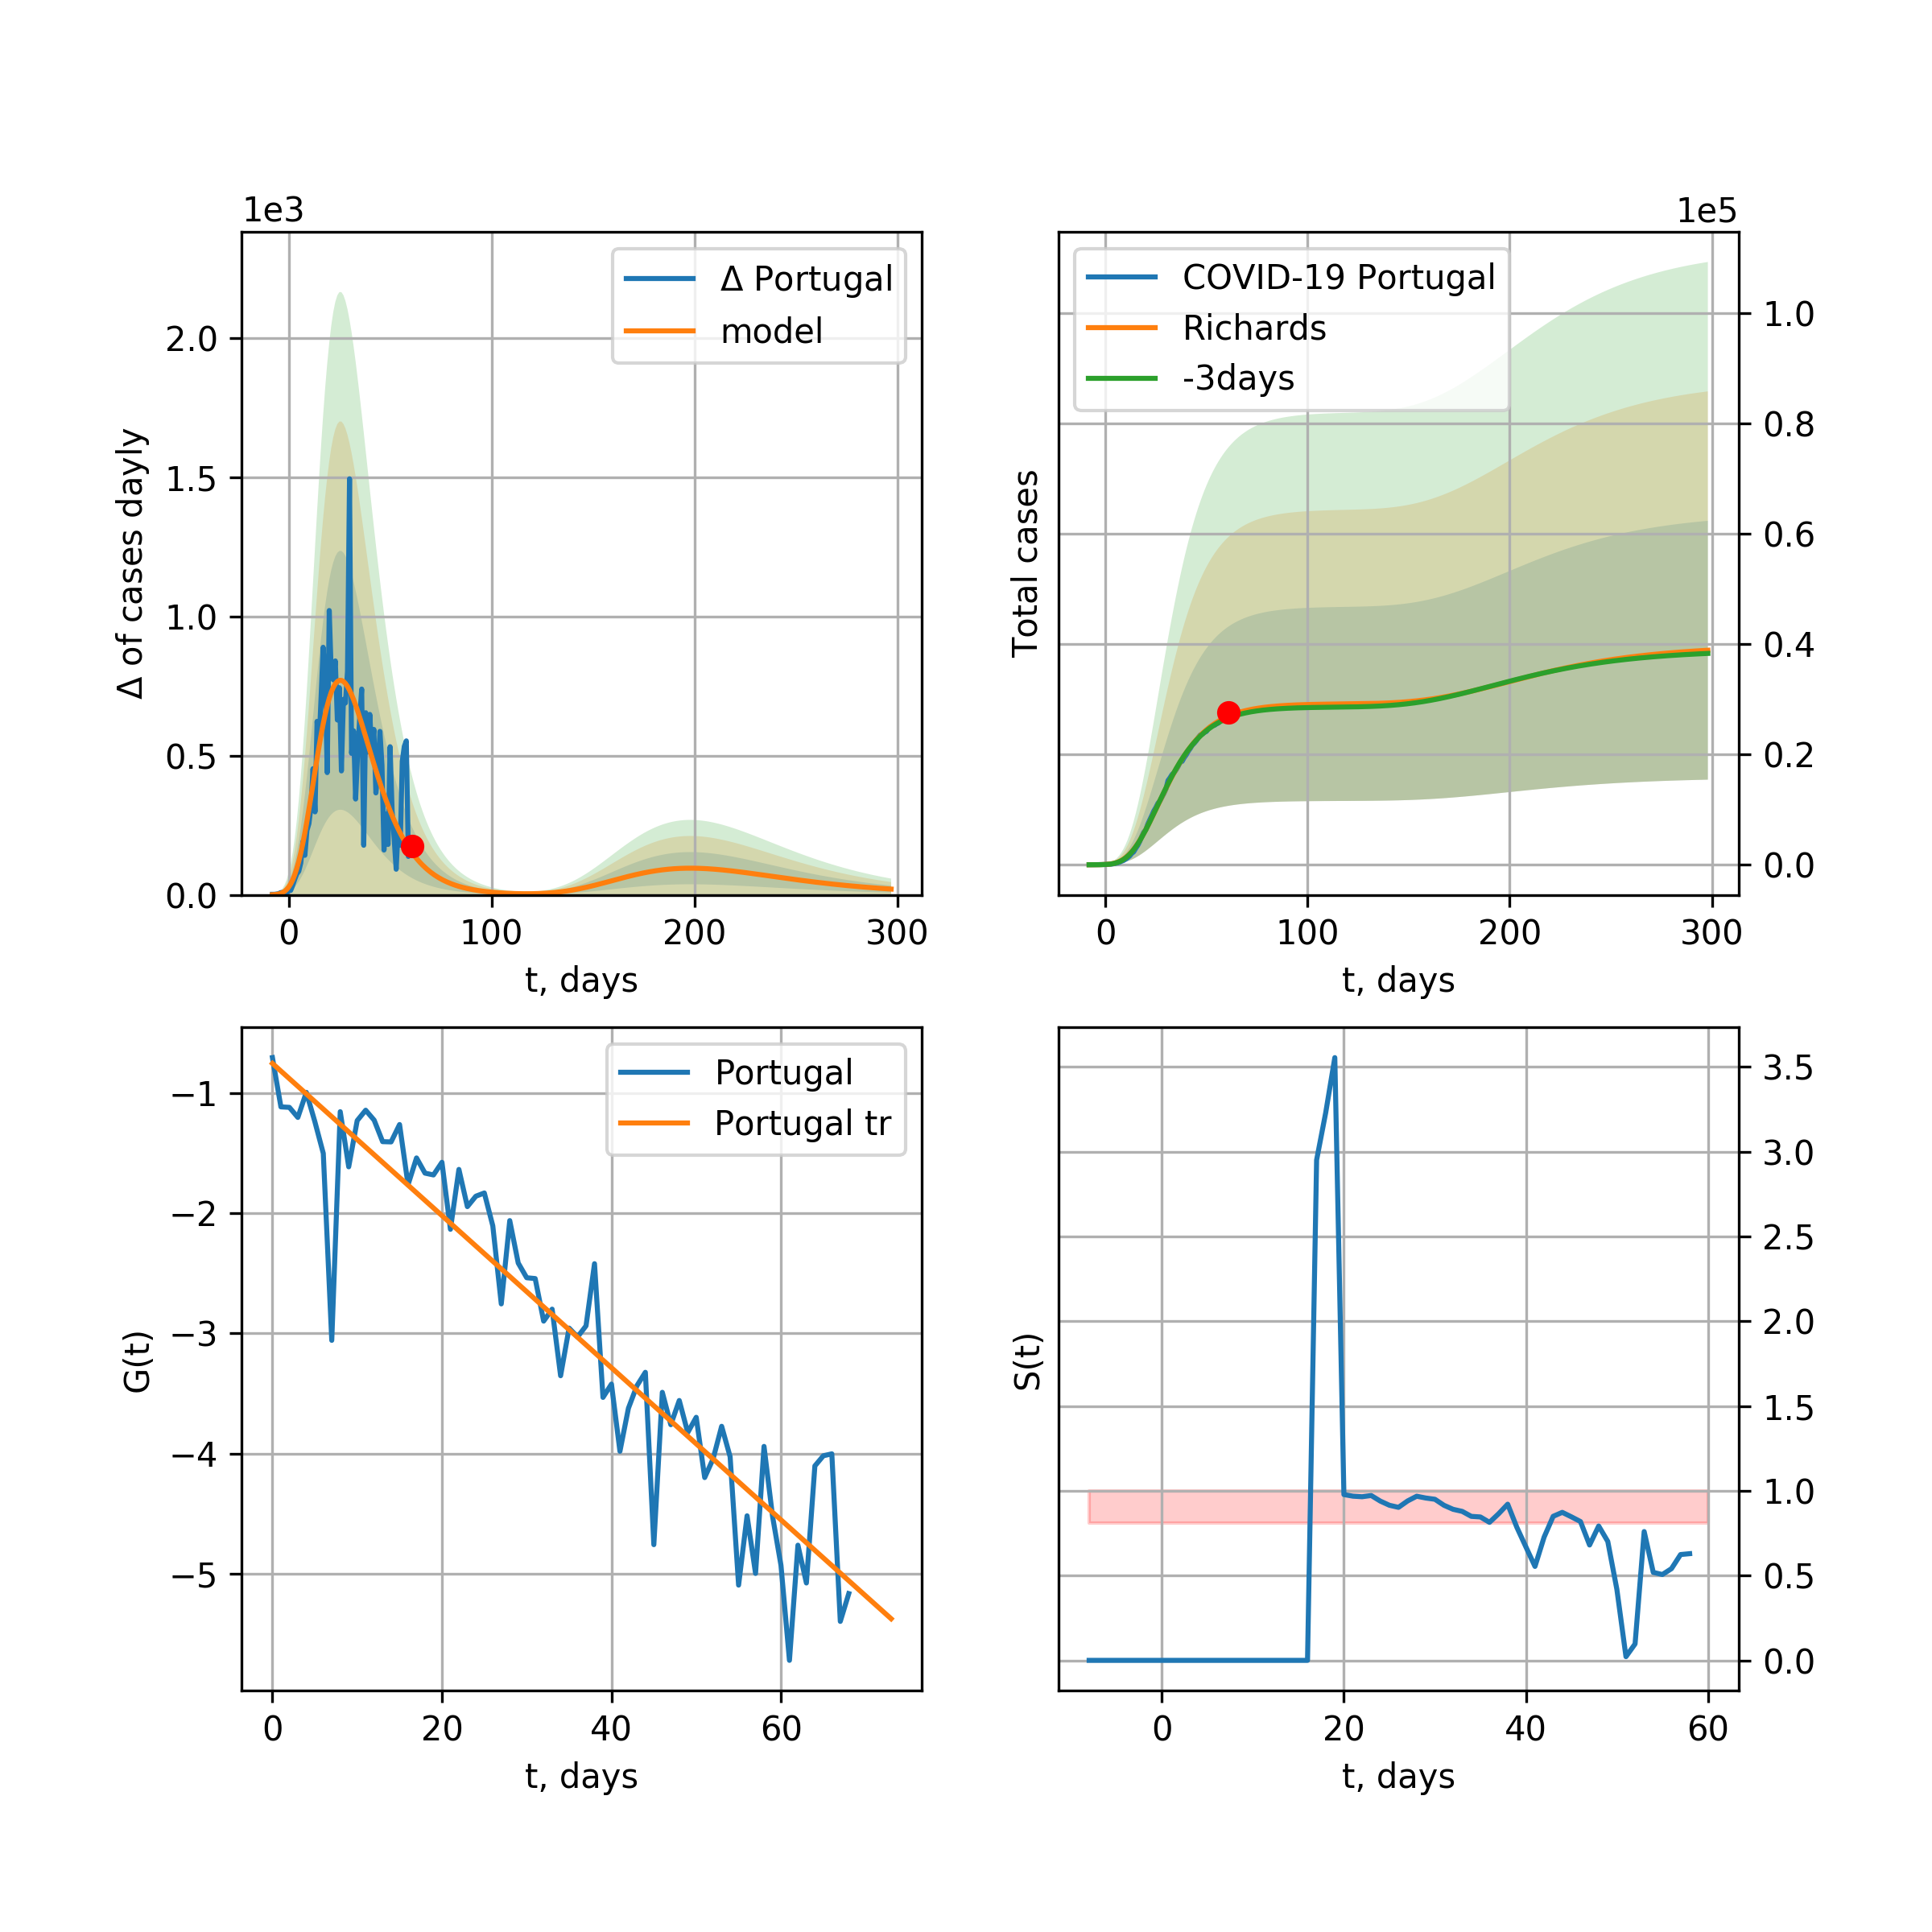 1e3
Δ Portugal
model
2.0
1.5
1.0
0.5
0.0
Δ of cases dayly
0 100 200 300
t, days
1e5
COVID-19 Portugal
Richards
-3days
1.0
0.8
0.6
0.4
0.2
0.0
Total cases
0 100 200 300
t, days
Portugal
Portugal tr
−1
−2
−3
−4
−5
G(t)
0 20 40 60
t, days
3.5
3.0
2.5
2.0
1.5
1.0
0.5
0.0
S(t)
0 20 40 60
t, days